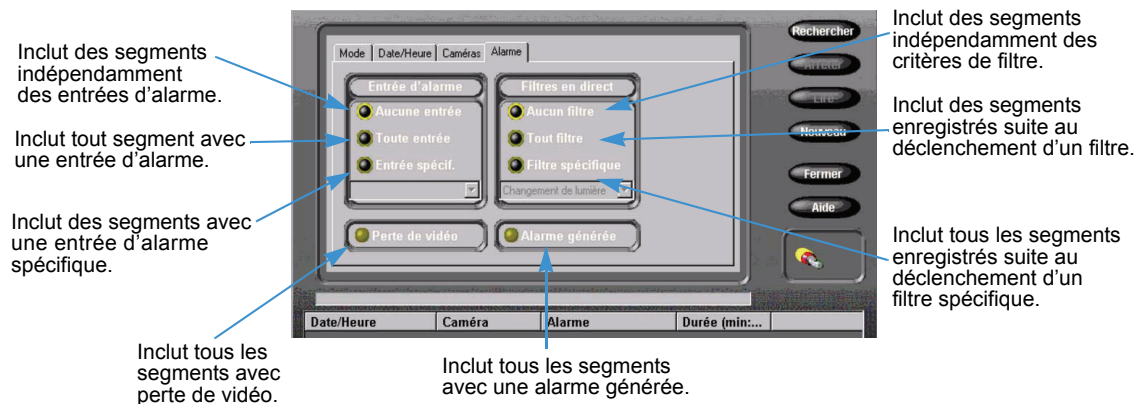 Inclut des segments
indépendamment
des entrées d'alarme.
Inclut tout segment avec
une entrée d'alarme.
Inclut des segments avec
une entrée d'alarme
spécifique.
Inclut tous les
segments avec
perte de vidéo.
Mode Date/Heure Caméras Alarme
Entrée d'alarme
Aucune entrée
Toute entrée
Entrée spécif.
Perte de vidéo
Filtres en direct
Aucun filtre
Tout filtre
Filtre spécifique
Changement de lumière
Alarme générée
Date/Heure Caméra Alarme Durée (min:...
Inclut tous les segments
avec une alarme générée.
Rechercher
Arrêter
Lire
Nouveau
Fermer
Aide
Inclut des segments
indépendamment des
critères de filtre.
Inclut des segments
enregistrés suite au
déclenchement d'un filtre.
Inclut tous les segments
enregistrés suite au
déclenchement d'un
filtre spécifique.